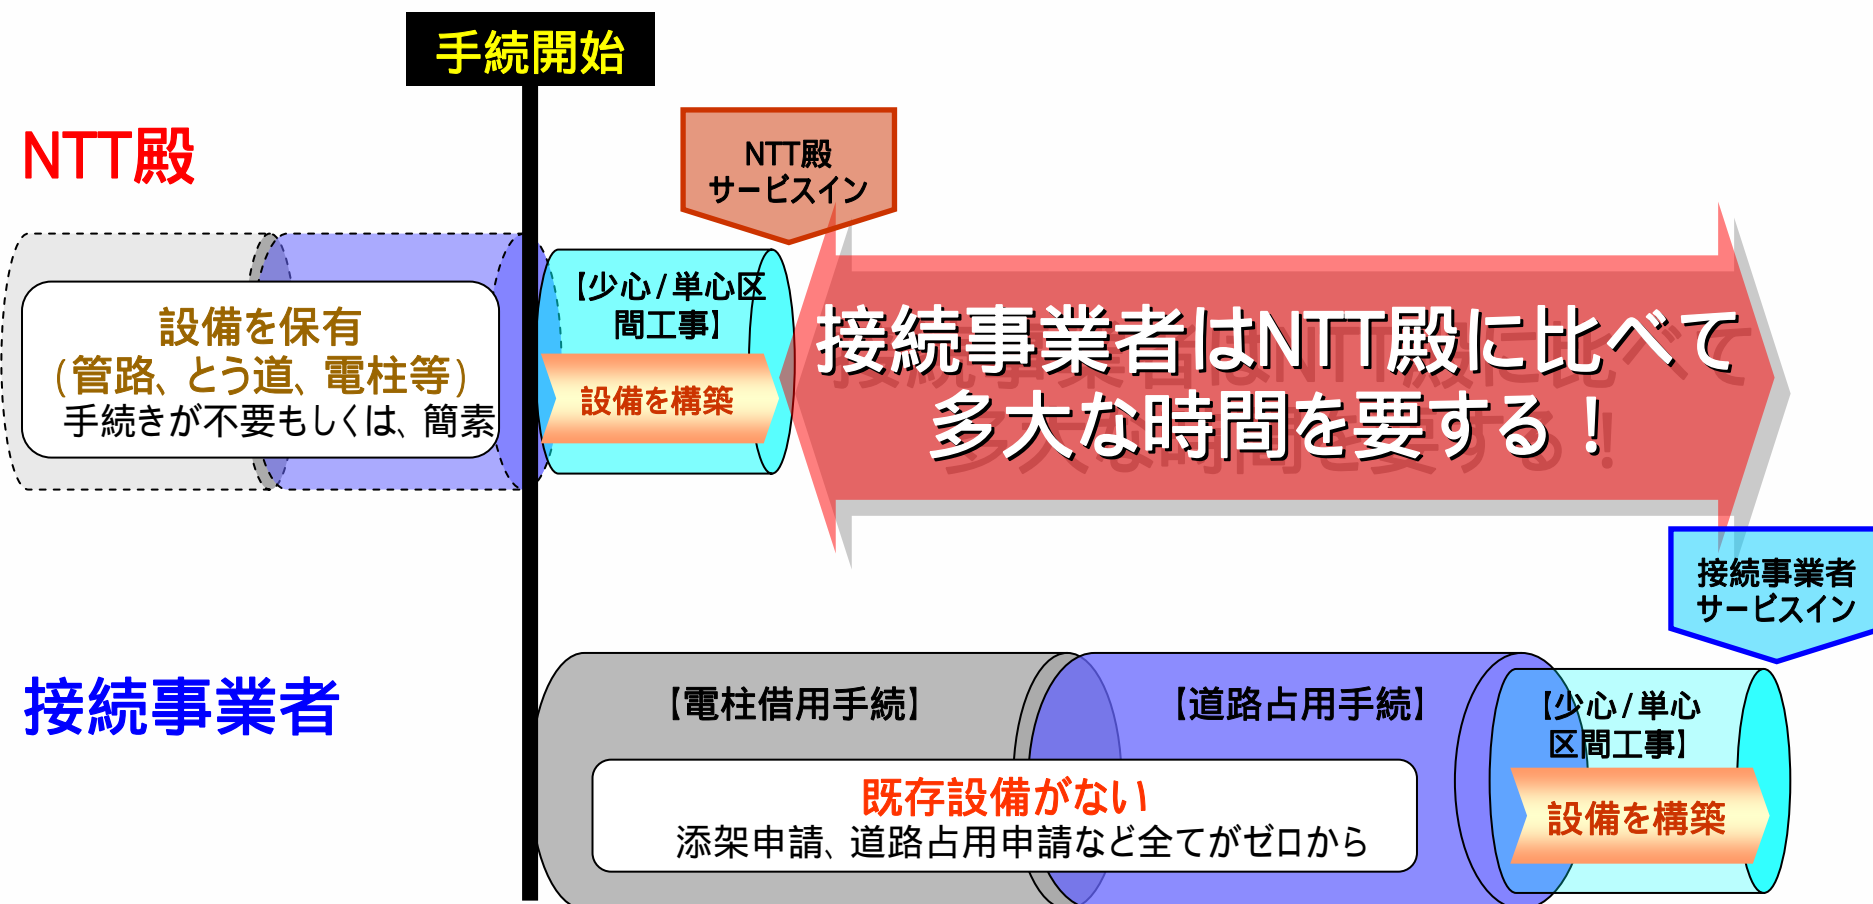 手続開始
NTT殿
NTT殿
サービスイン
設備を保有
(管路、とう道、電柱等)
手続きが不要もしくは、簡素
【少心/単心区
間工事】
設備を構築
接続事業者はNTT殿に比べて
多大な時間を要する！
接続事業者
サービスイン
接続事業者
【電柱借用手続】
【道路占用手続】
【少心/単心
区間工事】
既存設備がない
添架申請、道路占用申請など全てがゼロから
設備を構築